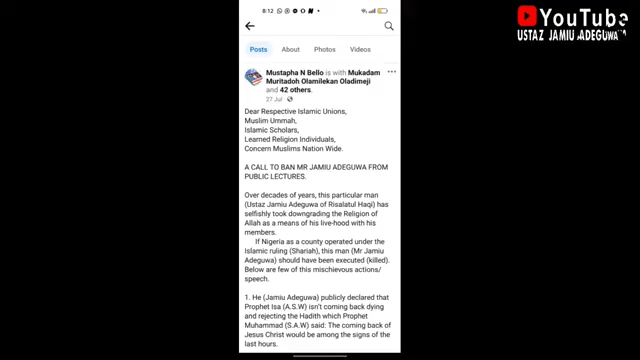 8:12
YouTube
USTAZ JAMIU ADEGUWA
Posts
About
Photos
Videos
Mustapha N Bello is with Mukadam
Muritadoh Olamilekan Oladimeji
and 42 others.
27 Jul
Dear Respective Islamic Unions,
Muslim Ummah,
Islamic Scholars,
Learned Religion Individuals,
Concern Muslims Nation Wide.
A CALL TO BAN MR JAMIU ADEGUWA FROM
PUBLIC LECTURES.
Over decades of years, this particular man
(Ustaz Jamiu Adeguwa of Risalatul Haqi) has
selfishly took downgrading the Religion of
Allah as a means of his live-hood with his
members.
If Nigeria as a county operated under the
Islamic ruling (Shariah), this man (Mr Jamiu
Adeguwa) should have been executed (killed).
Below are few of this mischievous actions/
speech.
1. He (Jamiu Adeguwa) publicly declared that
Prophet Isa (A.S.W) isn't coming back dying
and rejecting the Hadith which Prophet
Muhammad (S.A.W) said: The coming back of
Jesus Christ would be among the signs of the
last hours.